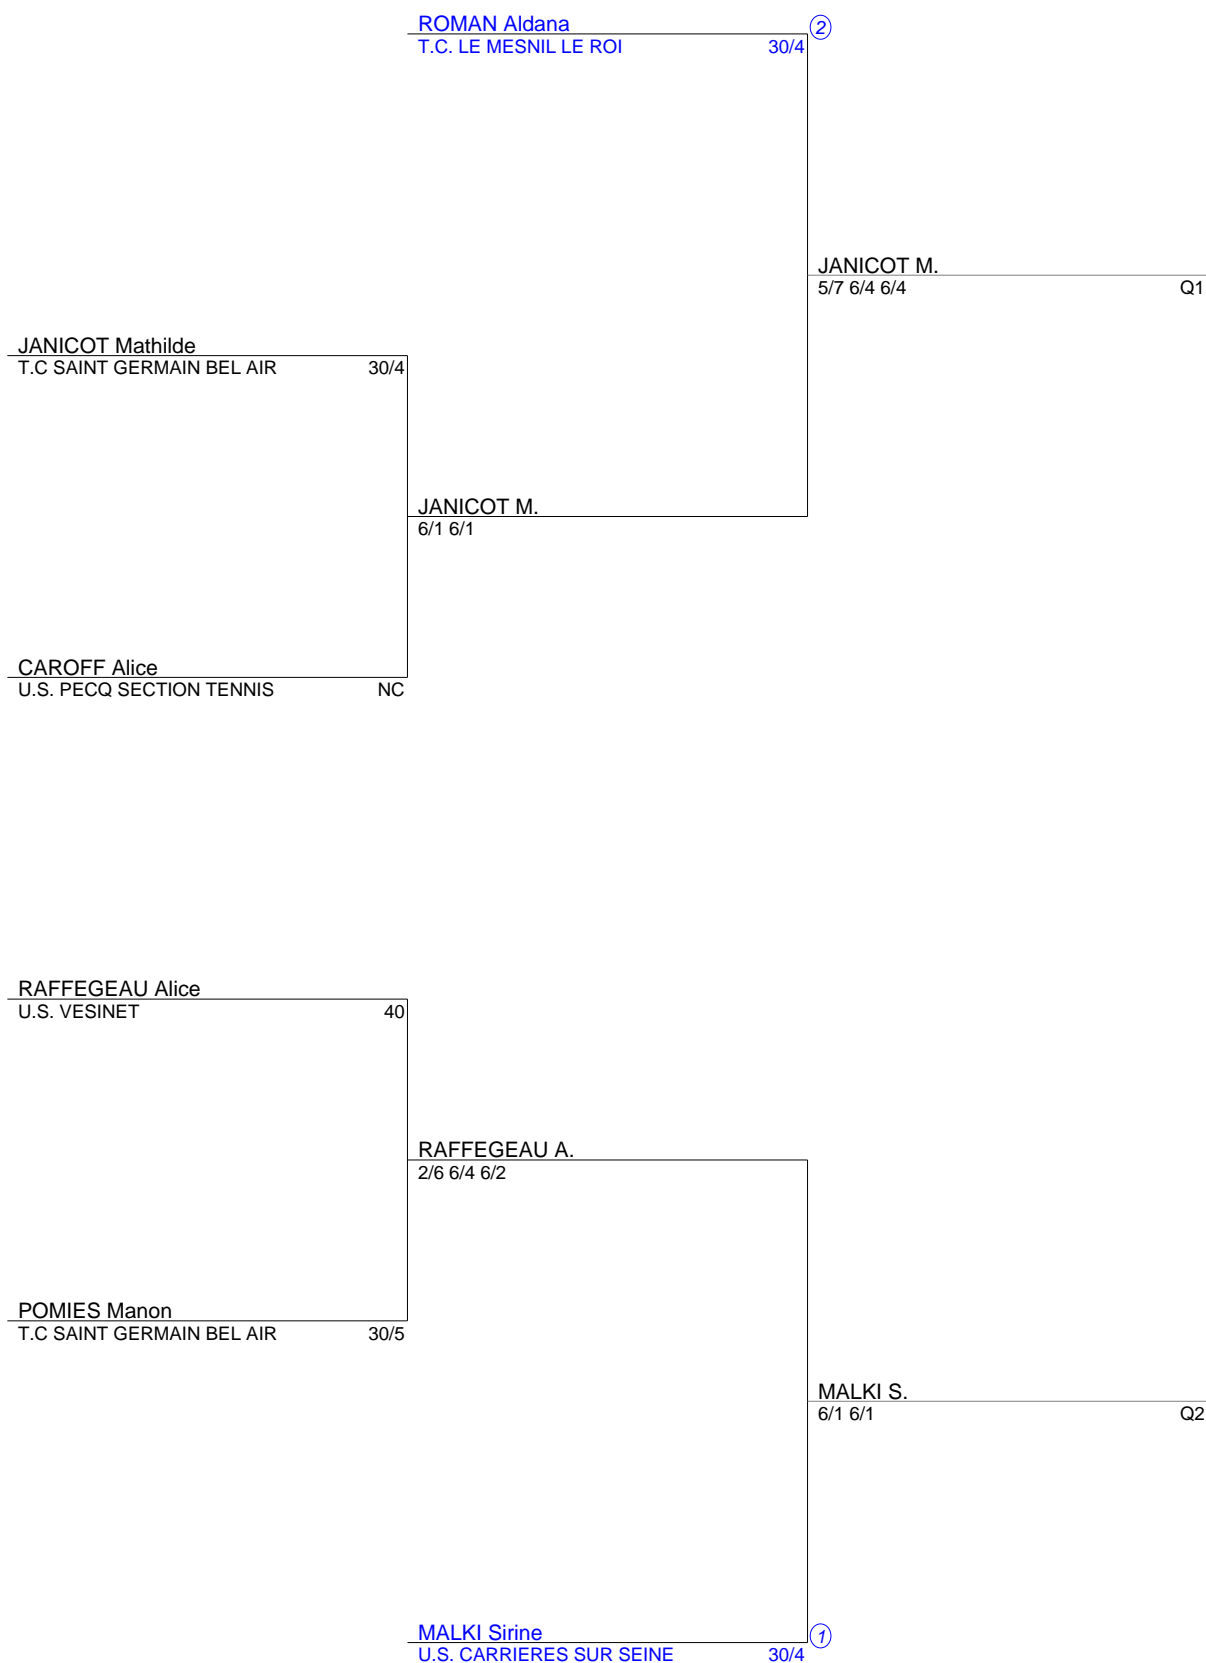 ROMAN Aldana 2
T.C. LE MESNIL LE ROI 30/4
JANICOT M.
5/7 6/4 6/4 Q1
JANICOT Mathilde
T.C SAINT GERMAIN BEL AIR 30/4
JANICOT M.
6/1 6/1
CAROFF Alice
U.S. PECQ SECTION TENNIS NC
RAFFEGEAU Alice
U.S. VESINET 40
RAFFEGEAU A.
2/6 6/4 6/2
POMIES Manon
T.C SAINT GERMAIN BEL AIR 30/5
MALKI S.
6/1 6/1 Q2
MALKI Sirine 1
U.S. CARRIERES SUR SEINE 30/4